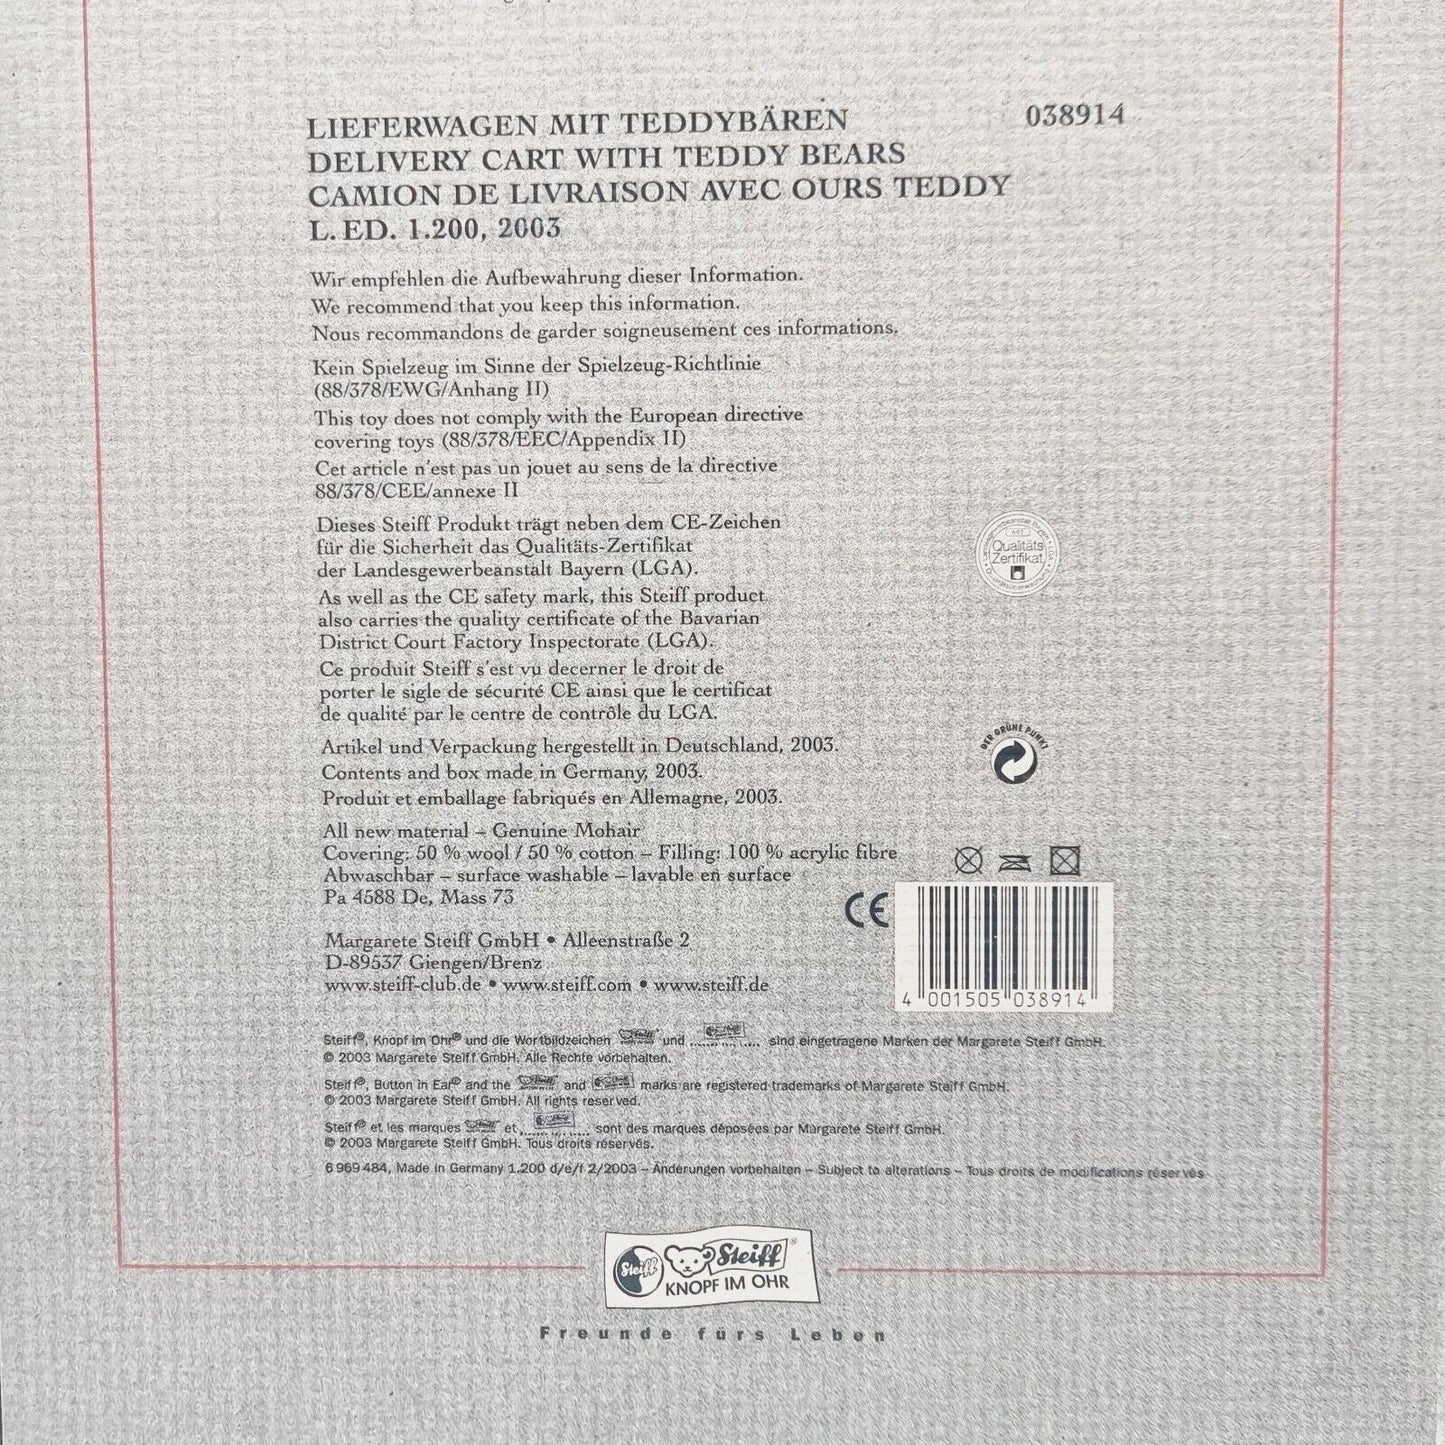 LIEFERWAGEN MIT TEDDYBÄREN 038914
DELIVERY CART WITH TEDDY BEARS
CAMION DE LIVRAISON AVEC OURS TEDDY
L. ED. 1.200, 2003
Wir empfehlen die Aufbewahrung dieser Information.
We recommend that you keep this information.
Nous recommandons de garder soigneusement ces informations.
Kein Spielzeug im Sinne der Spielzeug-Richtlinie
(88/378/EWG/Anhang II)
This toy does not comply with the European directive
covering toys (88/378/EEC/Appendix II)
Cet article n'est pas un jouet au sens de la directive
88/378/CEE/annexe II
Dieses Steiff Produkt trägt neben dem CE-Zeichen
für die Sicherheit das Qualitäts-Zertifikat
der Landesgewerbeanstalt Bayern (LGA).
As well as the CE safety mark, this Steiff product
also carries the quality certificate of the Bavarian
District Court Factory Inspectorate (LGA).
Ce produit Steiff s'est vu decerner le droit de
porter le sigle de sécurité CE ainsi que le certificat
de qualité par le centre de contrôle du LGA.
Qualitäts
Zertifikat
Artikel und Verpackung hergestellt in Deutschland, 2003.
Contents and box made in Germany, 2003.
Produit et emballage fabriqués en Allemagne, 2003.
DER GRÜNE PUNKT
All new material – Genuine Mohair
Covering: 50 % wool / 50 % cotton – Filling: 100 % acrylic fibre
Abwaschbar – surface washable – lavable en surface
Pa 4588 De, Mass 73
CE
Margarete Steiff GmbH • Alleenstraße 2
D-89537 Giengen/Brenz
www.steiff-club.de • www.steiff.com • www.steiff.de
4 001505 038914
Steiff®, Knopf im Ohr® und die Wortbildzeichen und sind eingetragene Marken der Margarete Steiff GmbH.
© 2003 Margarete Steiff GmbH. Alle Rechte vorbehalten.
Steiff®, Button in Ear® and the and marks are registered trademarks of Margarete Steiff GmbH.
© 2003 Margarete Steiff GmbH. All rights reserved.
Steiff® et les marques et sont des marques déposées par Margarete Steiff GmbH.
© 2003 Margarete Steiff GmbH. Tous droits réservés.
6 969 484, Made in Germany 1.200 d/e/f 2/2003 – Änderungen vorbehalten – Subject to alterations – Tous droits de modifications réservés
Steiff Steiff®
KNOPF IM OHR
Freunde fürs Leben